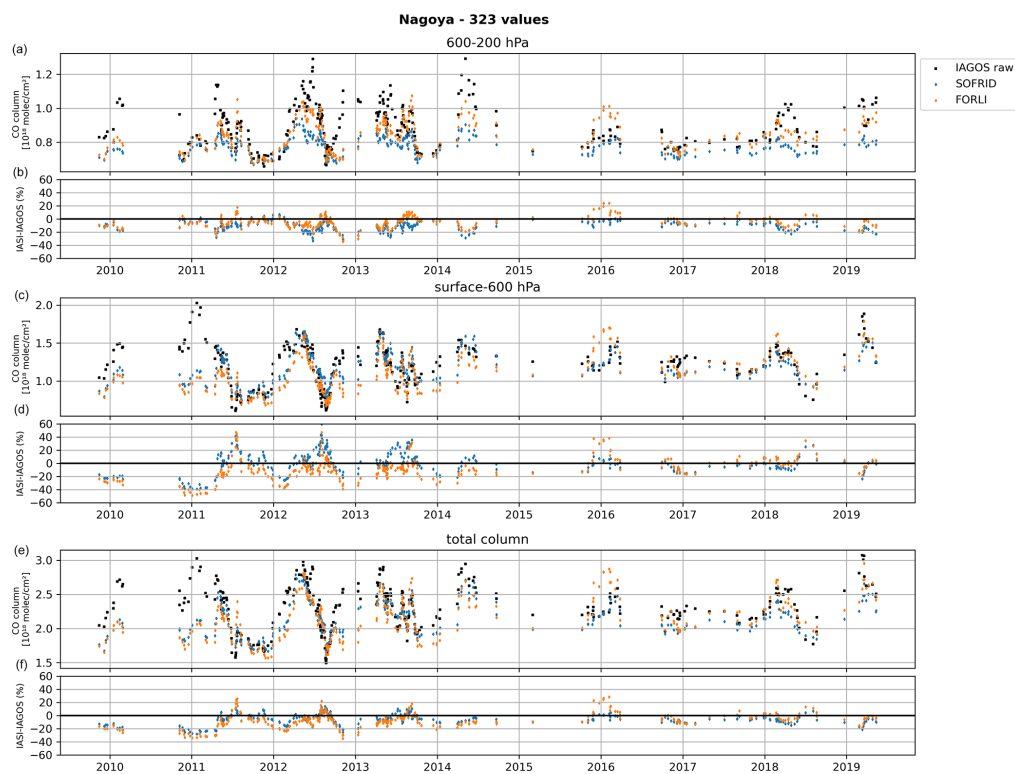 Nagoya - 323 values
(a)
600-200 hPa
CO column
[10¹⁸ molec/cm²]
1.2
1.0
0.8
IAGOS raw
SOFRID
FORLI
(b)
IASI-IAGOS (%)
60
40
20
0
−20
−40
−60
2010 2011 2012 2013 2014 2015 2016 2017 2018 2019
(c)
surface-600 hPa
CO column
[10¹⁸ molec/cm²]
2.0
1.5
1.0
(d)
IASI-IAGOS (%)
60
40
20
0
−20
−40
−60
2010 2011 2012 2013 2014 2015 2016 2017 2018 2019
(e)
total column
CO column
[10¹⁸ molec/cm²]
3.0
2.5
2.0
1.5
(f)
IASI-IAGOS (%)
60
40
20
0
−20
−40
−60
2010 2011 2012 2013 2014 2015 2016 2017 2018 2019